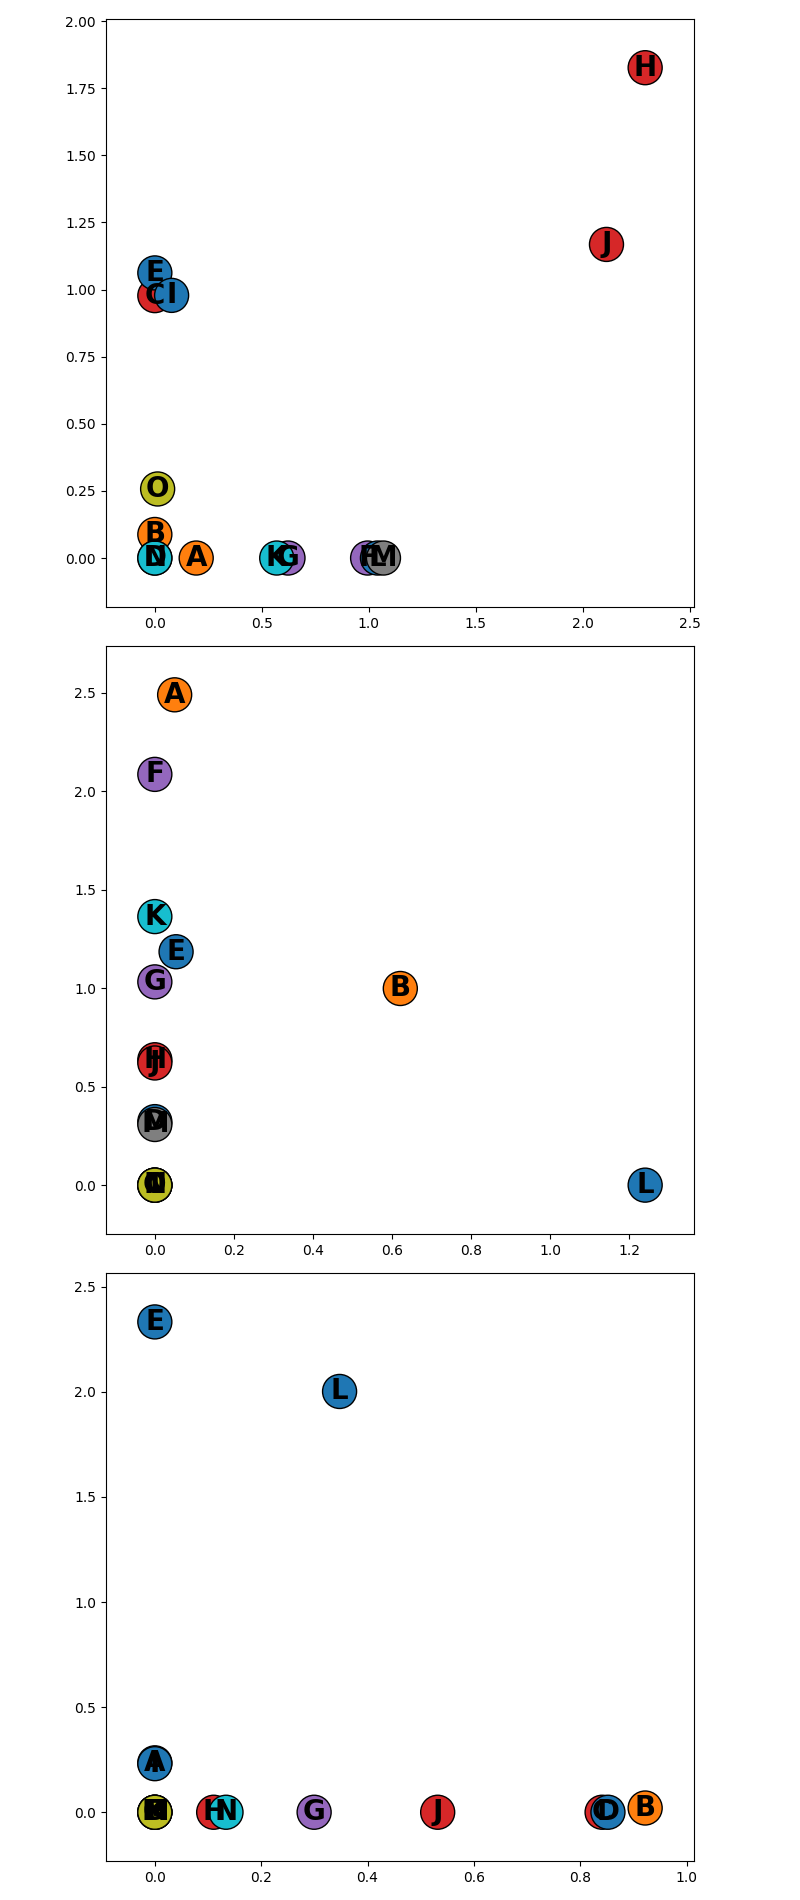 2.00
H
1.75
1.50
1.25
J
E
1.00
C I
0.75
0.50
O
0.25
B
0.00
N A K G F M
0.0 0.5 1.0 1.5 2.0 2.5
2.5
A
F
2.0
1.5
K
E
G
1.0
B
H
J
0.5
M
0.0
L
0.0 0.2 0.4 0.6 0.8 1.0 1.2
2.5
E
L
2.0
1.5
1.0
0.5
A
0.0
H N G J C D B
0.0 0.2 0.4 0.6 0.8 1.0